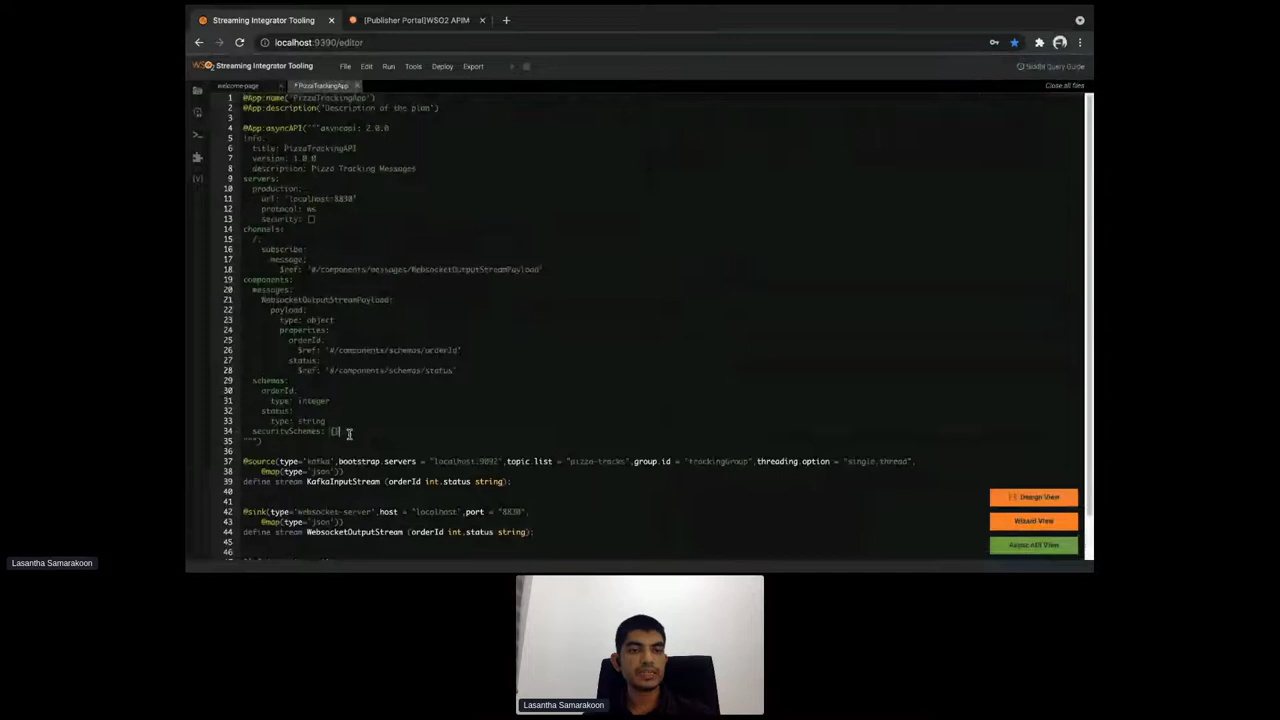 Streaming Integrator Tooling
[Publisher Portal]WSO2 APIM
localhost:9390/editor
WSO2 Streaming Integrator Tooling
File Edit Run Tools Deploy Export
Siddhi Query Guide
welcome-page
* PizzaTrackingApp
Close all files
1 @App:name('PizzaTrackingApp')
2 @App:description('Description of the plan')
3
4 @App:asyncAPI("""asyncapi: 2.0.0
5 info:
6 title: PizzaTrackingAPI
7 version: 1.0.0
8 description: Pizza Tracking Messages
9 servers:
10 production:
11 url: 'localhost:8830'
12 protocol: ws
13 security: []
14 channels:
15 /:
16 subscribe:
17 message:
18 $ref: '#/components/messages/WebsocketOutputStreamPayload'
19 components:
20 messages:
21 WebsocketOutputStreamPayload:
22 payload:
23 type: object
24 properties:
25 orderId:
26 $ref: '#/components/schemas/orderId'
27 status:
28 $ref: '#/components/schemas/status'
29 schemas:
30 orderId:
31 type: integer
32 status:
33 type: string
34 securitySchemes: {}
35 """)
36
37 @source(type='kafka',bootstrap.servers = "localhost:9092",topic.list = "pizza-tracks",group.id = "trackingGroup",threading.option = "single.thread",
38 @map(type='json'))
39 define stream KafkaInputStream (orderId int,status string);
40
41
42 @sink(type='websocket-server',host = "localhost",port = "8830",
43 @map(type='json'))
44 define stream WebsocketOutputStream (orderId int,status string);
45
46
Design View
Wizard View
Async API View
Lasantha Samarakoon
Lasantha Samarakoon